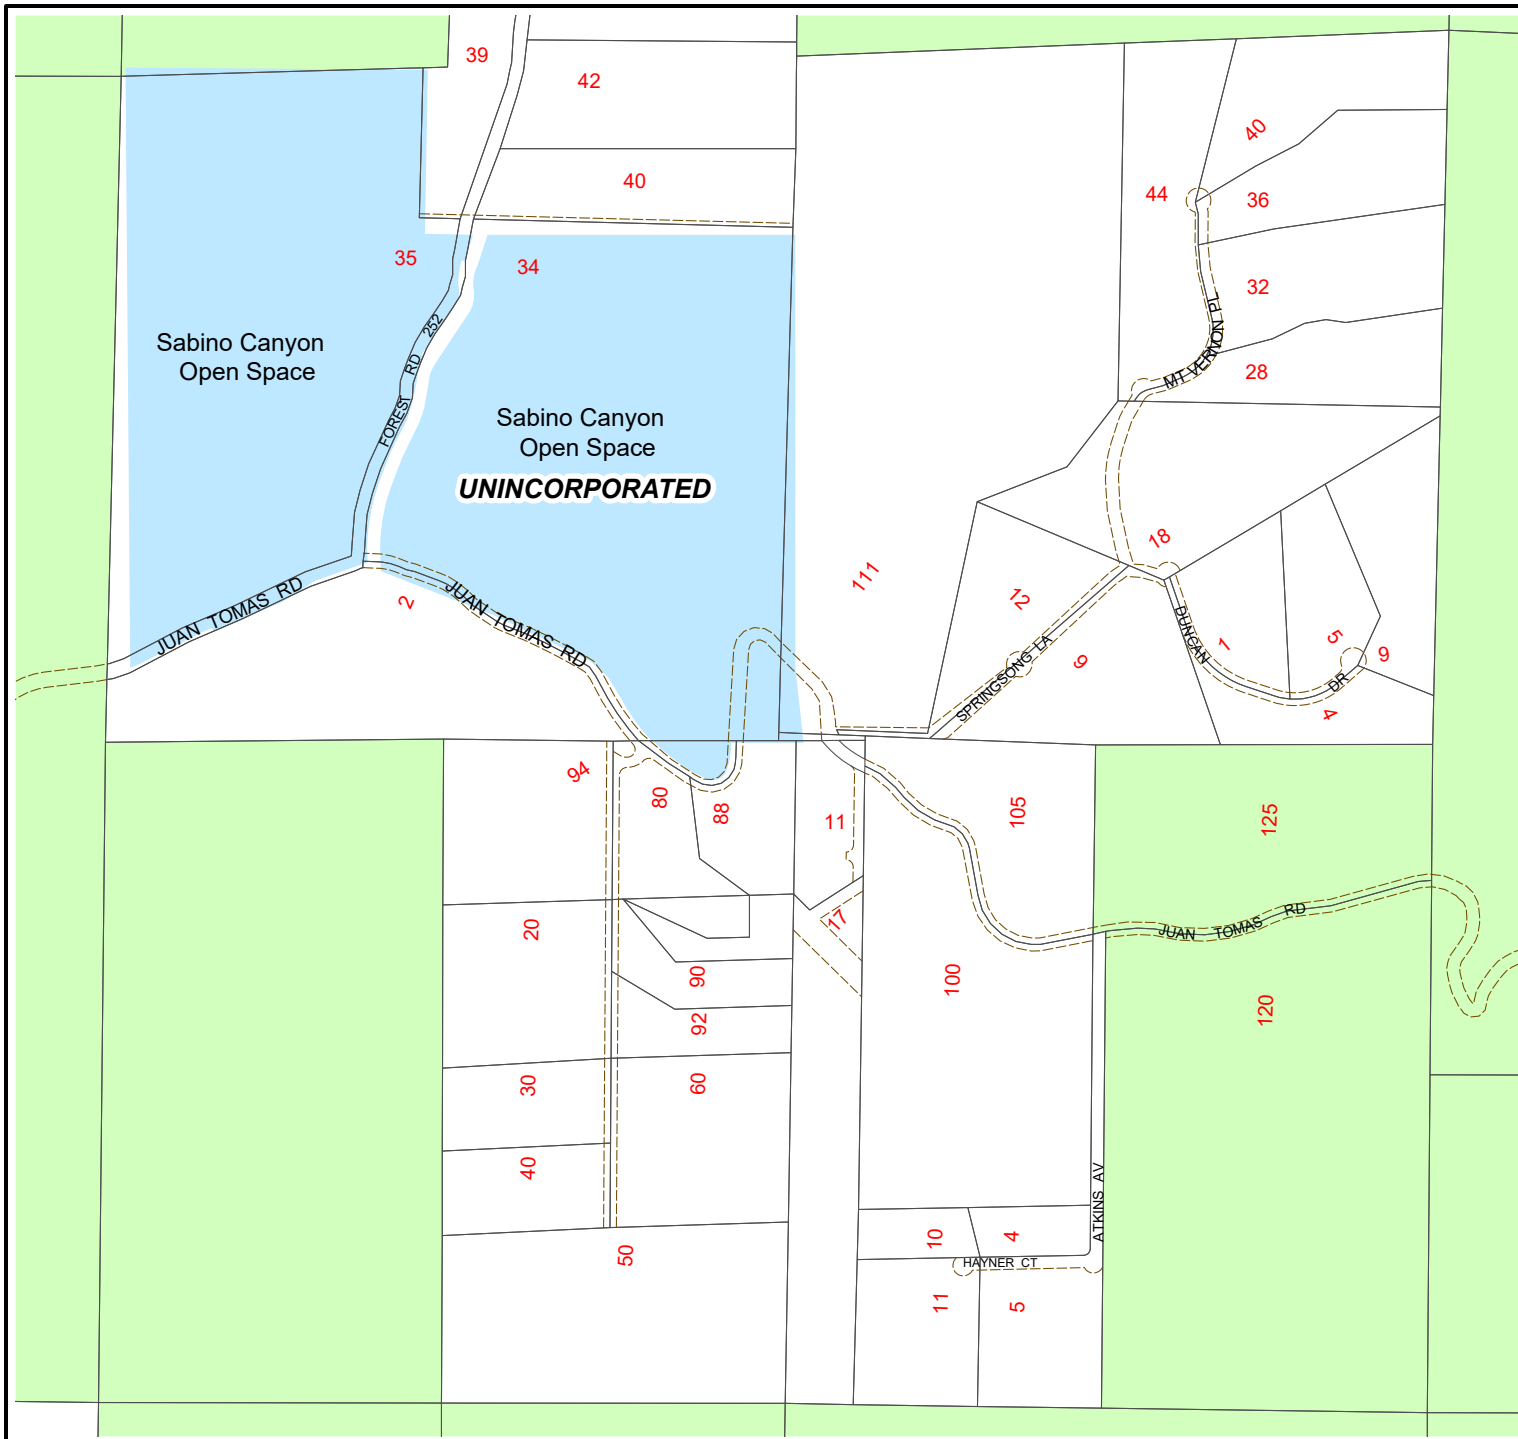 39
42
40
40
44
36
35
34
32
252
MT VERNON PL
Sabino Canyon
Open Space
RD
28
FOREST
Sabino Canyon
Open Space
UNINCORPORATED
18
111
JUAN TOMAS RD
2
JUAN TOMAS RD
12
DUNCAN
1
5
9
SPRINGSONG LA
9
DR
4
94
80
88
11
105
125
20
17
JUAN TOMAS RD
90
100
92
120
30
60
40
ATKINS AV
50
10
4
HAYNER CT
11
5